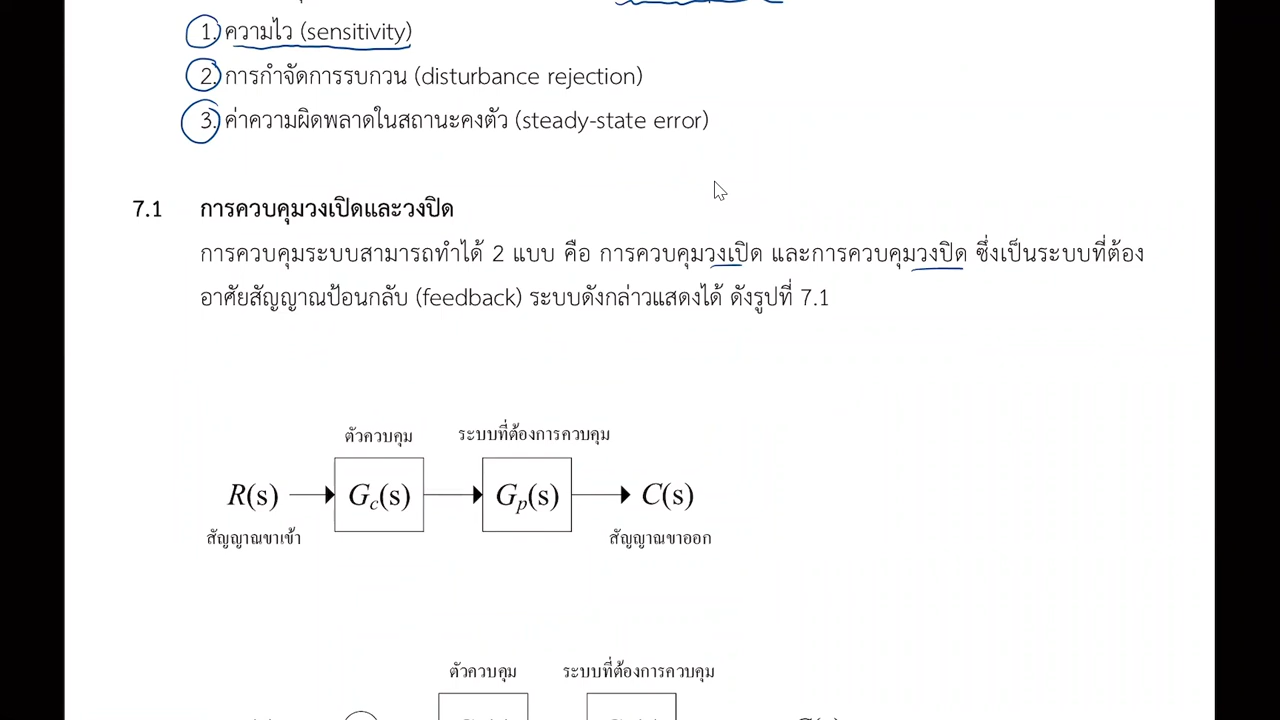 1. ความไว (sensitivity)
2. การกำจัดการรบกวน (disturbance rejection)
3. ค่าความผิดพลาดในสถานะคงตัว (steady-state error)
7.1 การควบคุมวงเปิดและวงปิด
การควบคุมระบบสามารถทำได้ 2 แบบ คือ การควบคุมวงเปิด และการควบคุมวงปิด ซึ่งเป็นระบบที่ต้อง
อาศัยสัญญาณป้อนกลับ (feedback) ระบบดังกล่าวแสดงได้ ดังรูปที่ 7.1
ตัวควบคุม ระบบที่ต้องการควบคุม
R(s) Gc(s) Gp(s) C(s)
สัญญาณขาเข้า สัญญาณขาออก
ตัวควบคุม ระบบที่ต้องการควบคุม